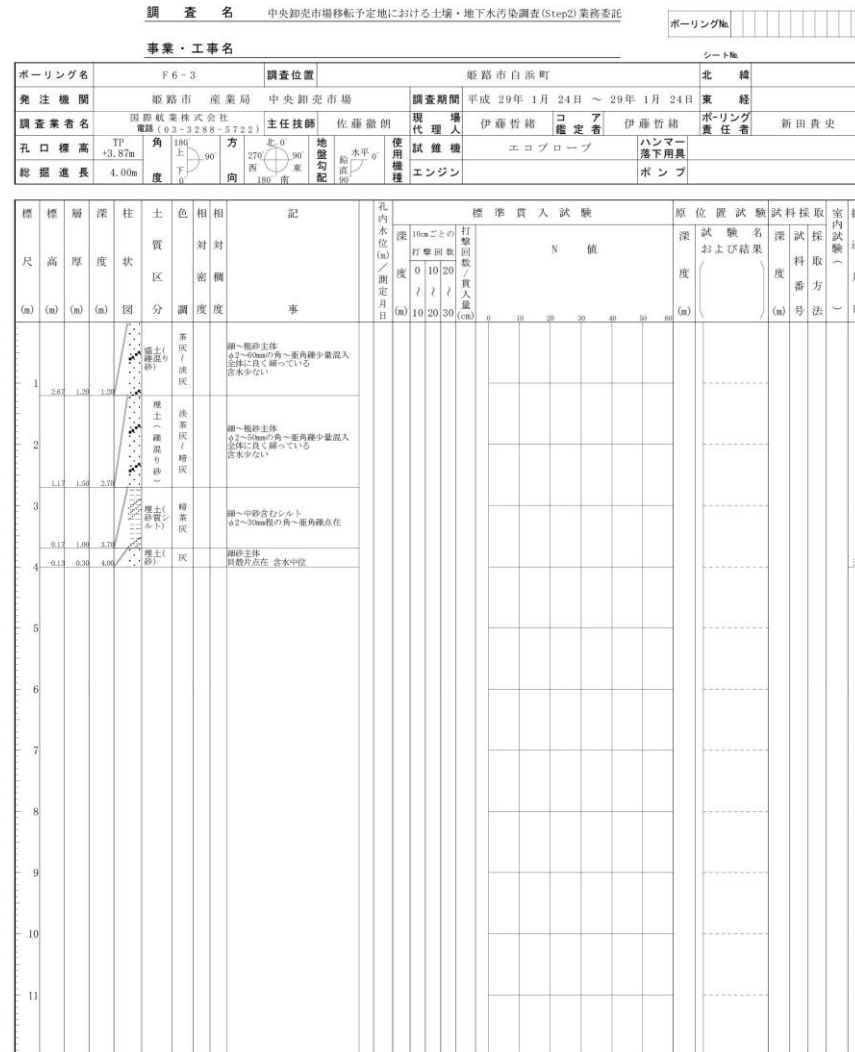 調 査 名 中央卸売市場移転予定地における土壌・地下水汚染調査(Step2)業務委託
ボーリング№
事業・工事名
シート№
ボーリング名 F6-3 調査位置 姫路市白浜町 北緯
発注機関 姫路市 産業局 中央卸売市場 調査期間 平成 29年 1月 24日 ～ 29年 1月 24日 東経
調査業者名 国際航業株式会社 電話(03-3288-5722) 主任技師 佐藤徹朗 現場代理人 伊藤哲緒 コア鑑定者 伊藤哲緒 ボーリング責任者 新田貴史
孔口標高 TP +3.87m 角度 180° 上 90° 下 0° 方向 北 0° 270° 西 90° 東 180° 南 地盤勾配 水平 0° 鉛直 90° 使用機種 試錐機 エコプローブ ハンマー落下用具
総掘進長 4.00m エンジン ポンプ
標尺(m) 標高(m) 層厚(m) 深度(m) 柱状図 土質区分 色調 相対密度 相対稠度 記事 孔内水位(m)/測定月日 標準貫入試験 原位置試験 試料採取 室内試験( )
深度(m) 10cmごとの打撃回数 打撃回数/貫入量(cm) N 値 深度(m) 試験名および結果( ) 深度(m) 試料番号 採取方法
0 10 20
～ ～ ～
10 20 30
0 10 20 30 40 50 60
盛土(礫混り砂) 茶灰～淡灰 細～粗砂主体
φ2～60mmの角～亜角礫少量混入
全体に良く締っている
含水少ない
1
2.67 1.20 1.20
埋土(礫混り砂) 淡茶灰～暗灰 細～粗砂主体
φ2～50mmの角～亜角礫少量混入
全体に良く締っている
含水少ない
2
1.17 1.50 2.70
3
埋土(砂質シルト) 暗茶灰 細～中砂含むシルト
φ2～30mm程の角～亜角礫点在
0.17 1.00 3.70
埋土(砂) 灰 細砂主体
貝殻片点在 含水中位
4 -0.13 0.30 4.00
5
6
7
8
9
10
11